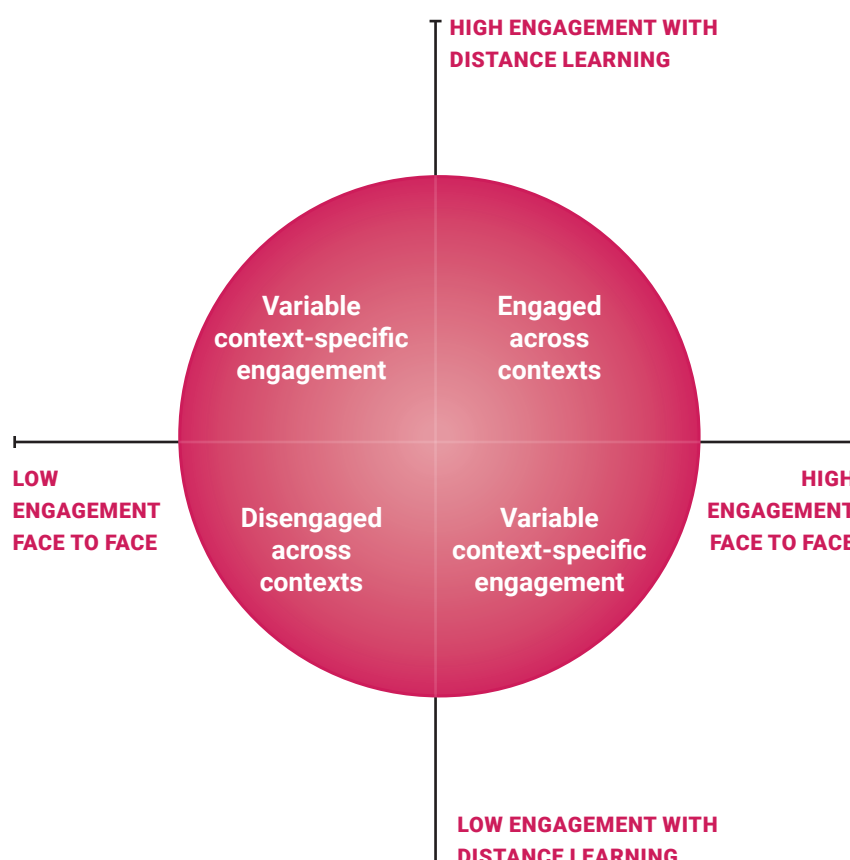 HIGH ENGAGEMENT WITH
DISTANCE LEARNING
Variable
context-specific
engagement
Engaged
across
contexts
LOW
ENGAGEMENT
FACE TO FACE
HIGH
ENGAGEMENT
FACE TO FACE
Disengaged
across
contexts
Variable
context-specific
engagement
LOW ENGAGEMENT WITH
DISTANCE LEARNING